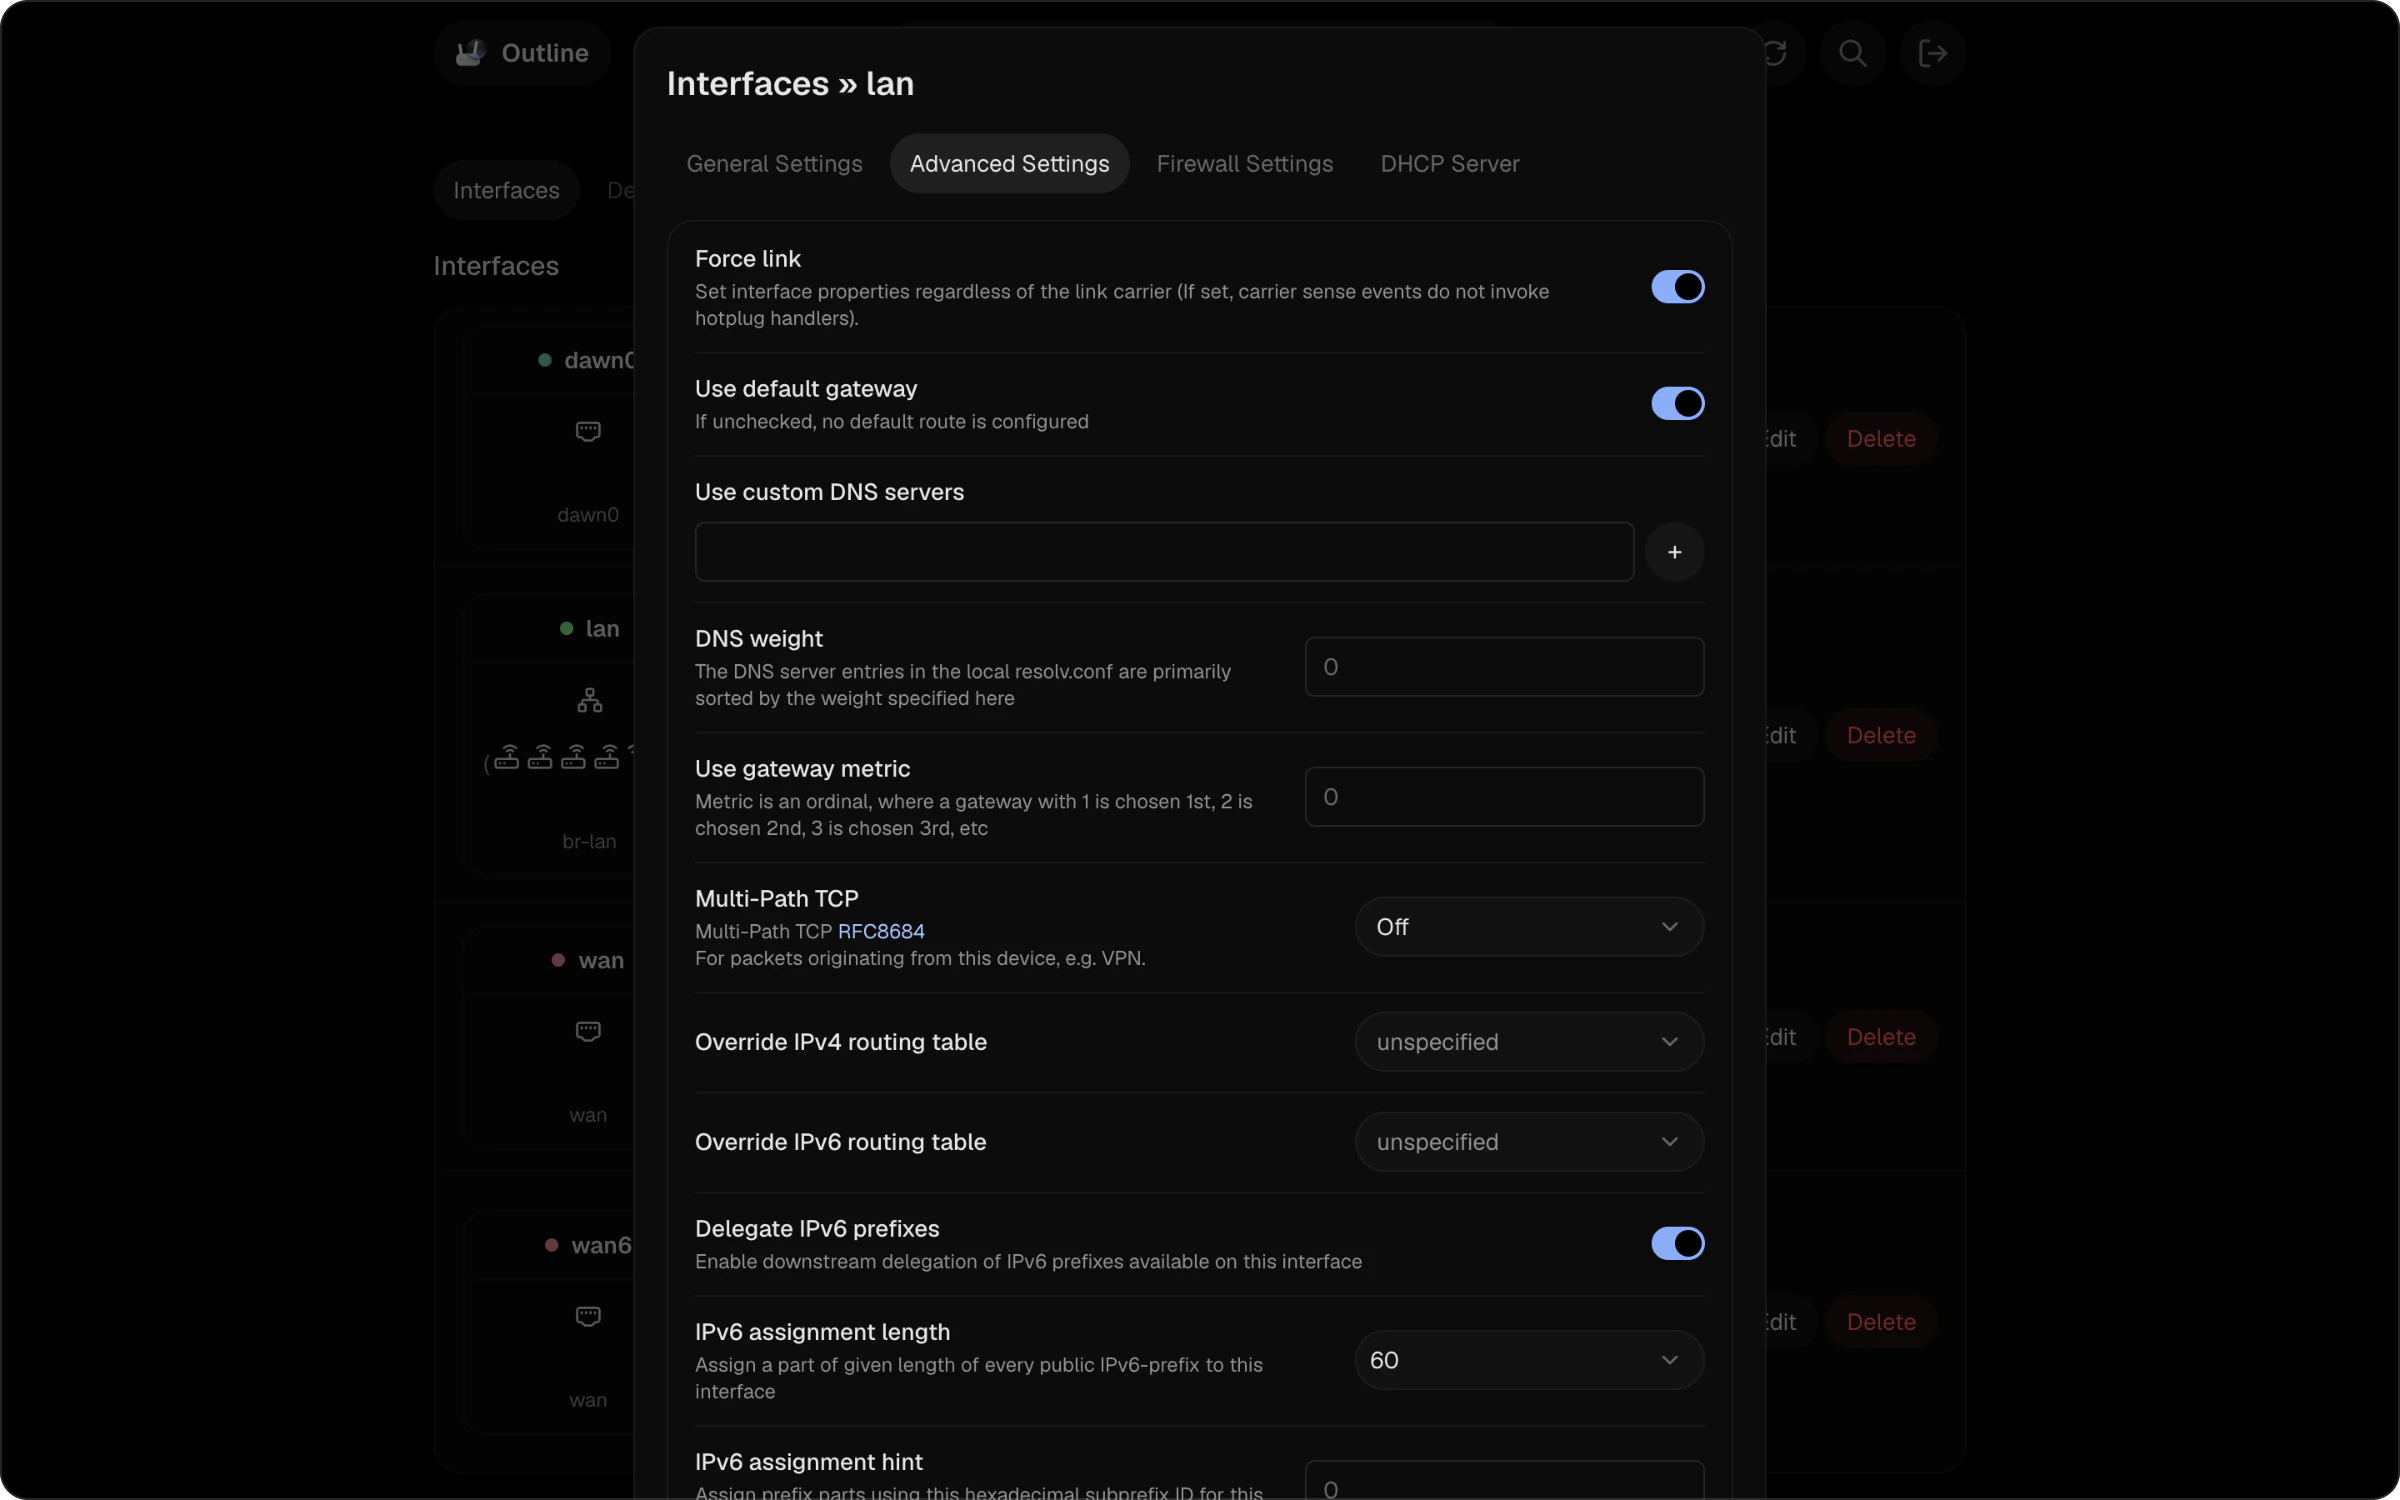 Outline
Interfaces » lan
General Settings
Advanced Settings
Firewall Settings
DHCP Server
Interfaces
Interfaces
Force link
Set interface properties regardless of the link carrier (If set, carrier sense events do not invoke
hotplug handlers).
Use default gateway
If unchecked, no default route is configured
Use custom DNS servers
+
DNS weight
The DNS server entries in the local resolv.conf are primarily
sorted by the weight specified here
0
Use gateway metric
Metric is an ordinal, where a gateway with 1 is chosen 1st, 2 is
chosen 2nd, 3 is chosen 3rd, etc
0
Multi-Path TCP
Multi-Path TCP RFC8684
For packets originating from this device, e.g. VPN.
Off
Override IPv4 routing table
unspecified
Override IPv6 routing table
unspecified
Delegate IPv6 prefixes
Enable downstream delegation of IPv6 prefixes available on this interface
IPv6 assignment length
Assign a part of given length of every public IPv6-prefix to this
interface
60
IPv6 assignment hint
Assign prefix parts using this hexadecimal subprefix ID for this
0
dawn0
dawn0
Delete
lan
(
br-lan
Delete
wan
wan
Delete
wan6
wan
Delete